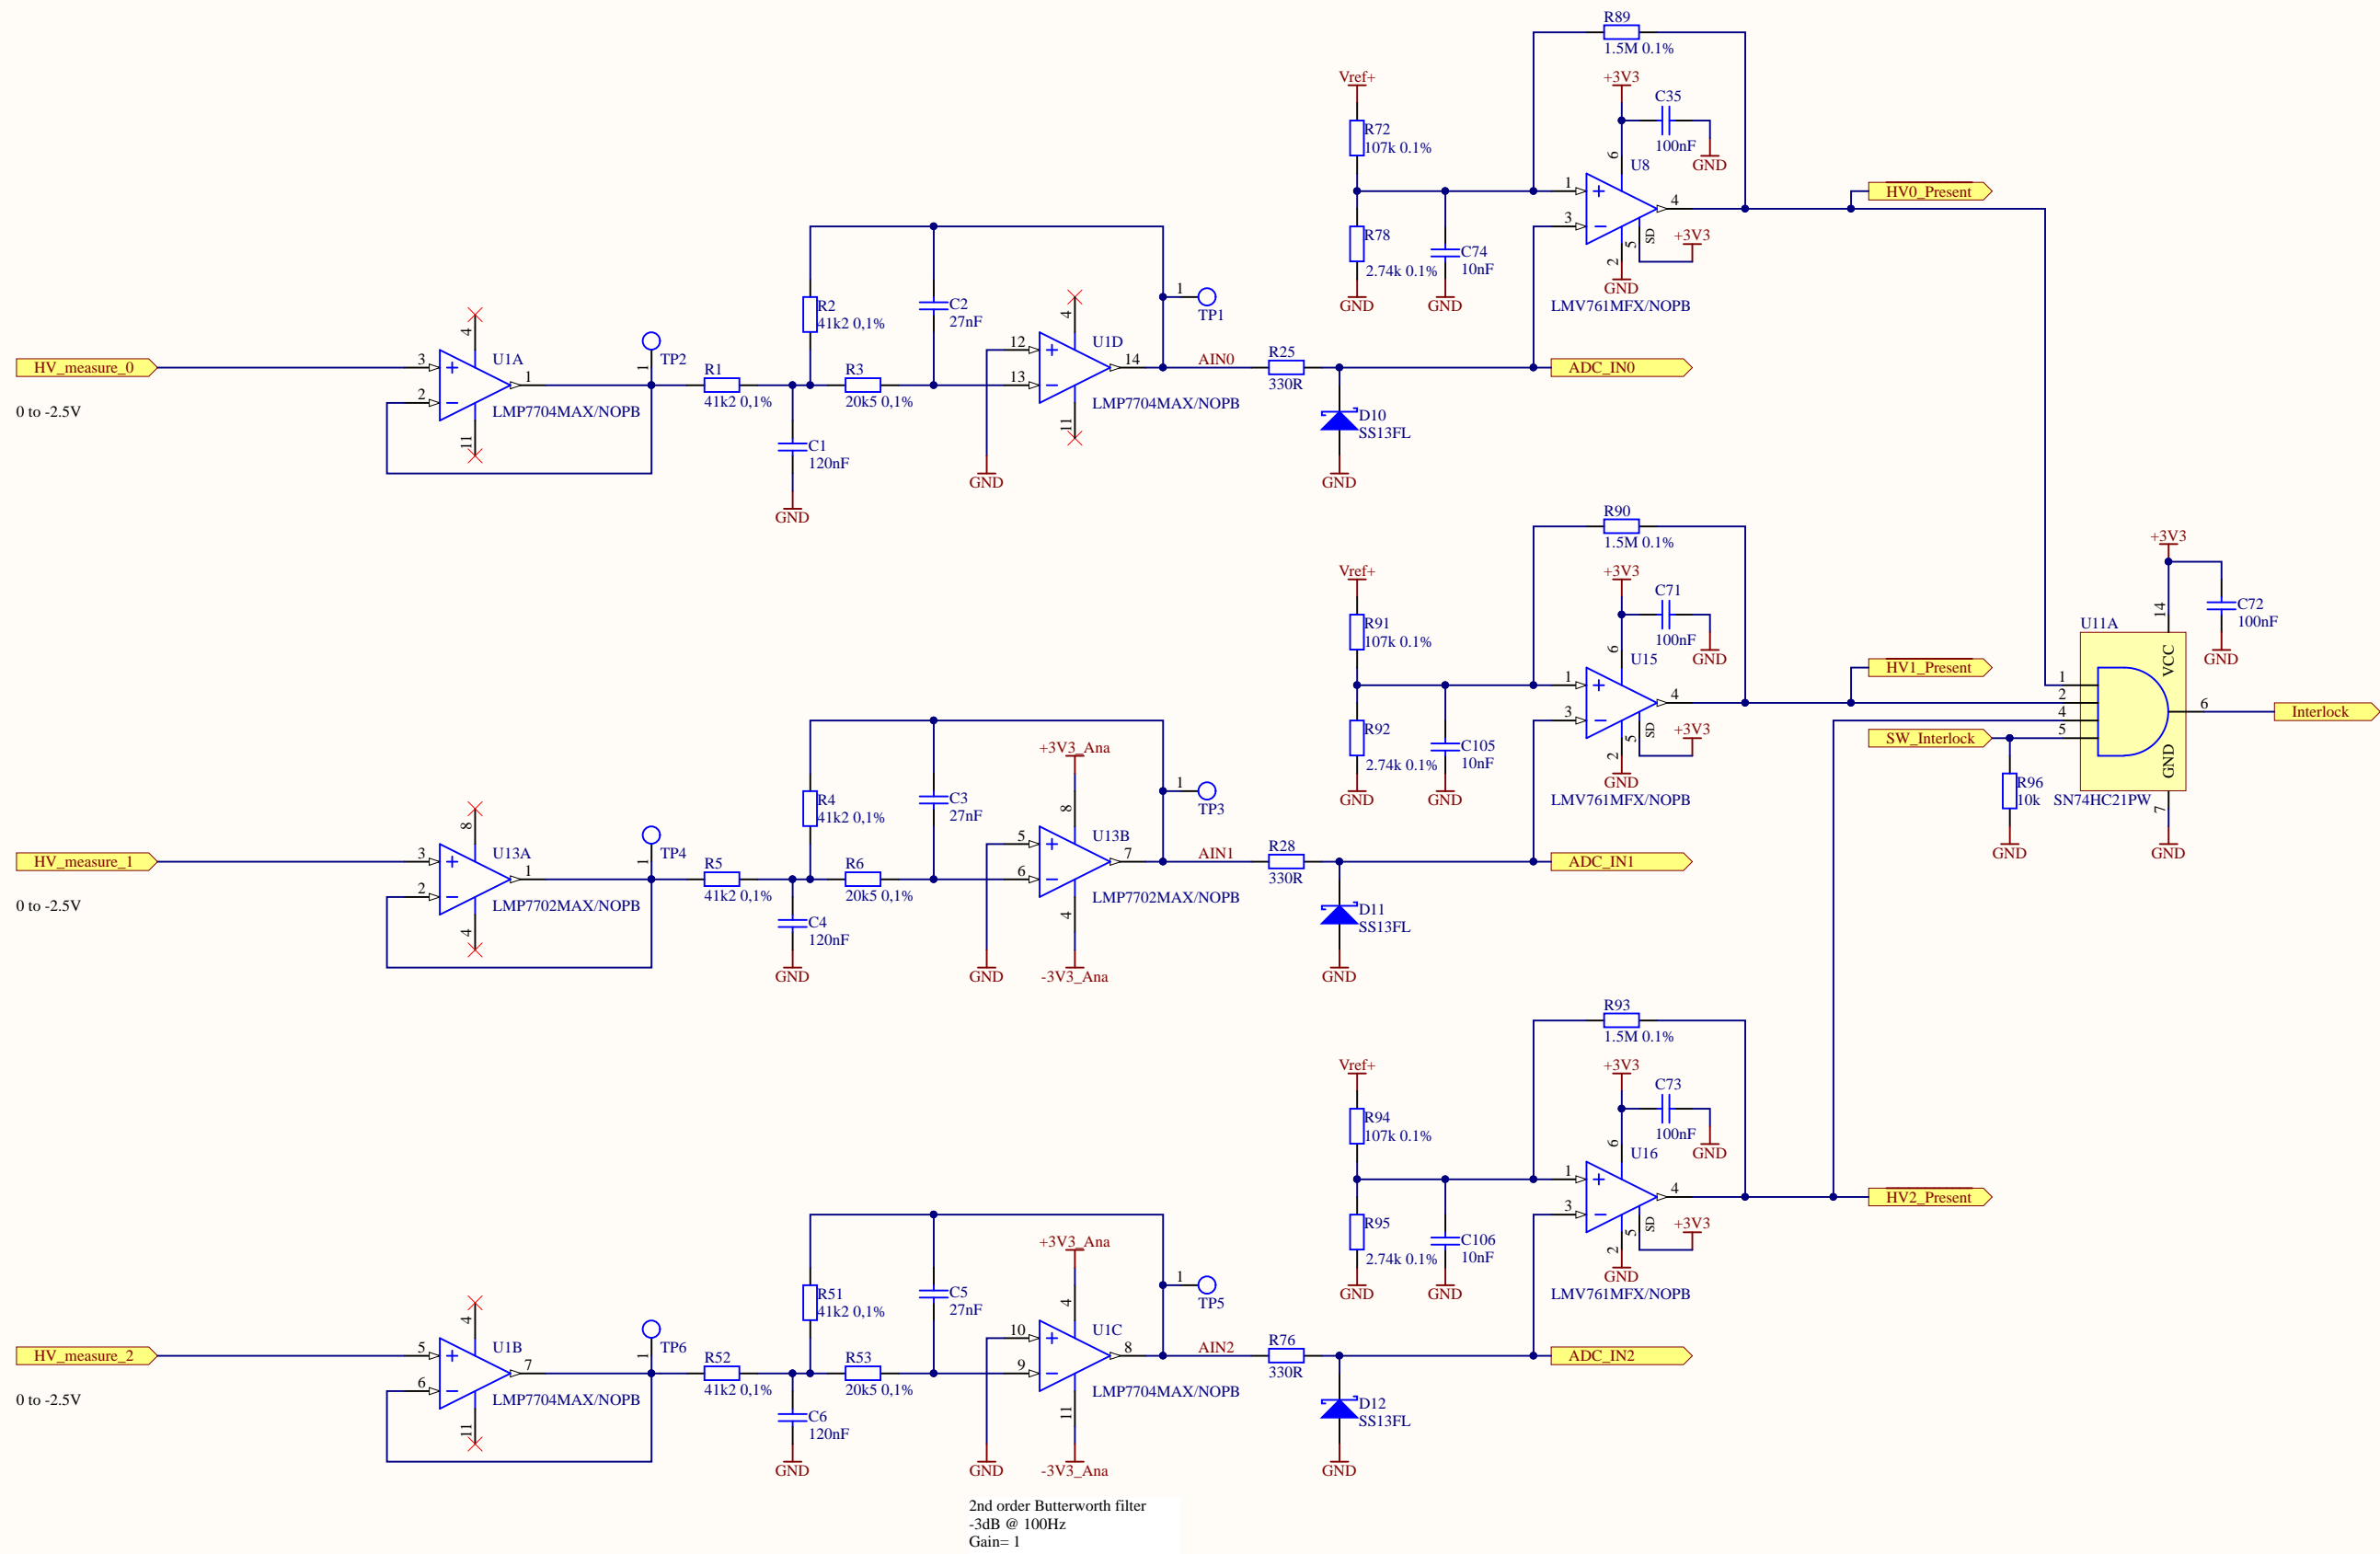 R89
1.5M 0.1%
Vref+
+3V3
C35
100nF
GND
R72
107k 0.1%
6
U8
1
4
HV0_Present
3
R78
2.74k 0.1%
C74
10nF
5
SD
+3V3
2
GND
GND
GND
LMV761MFX/NOPB
HV_measure_0
0 to -2.5V
3
2
4
11
1
U1A
LMP7704MAX/NOPB
1
TP2
R1
41k2 0,1%
R2
41k2 0,1%
R3
20k5 0,1%
C1
120nF
GND
C2
27nF
12
13
GND
4
11
U1D
14
LMP7704MAX/NOPB
1
TP1
AIN0
R25
330R
D10
SS13FL
GND
ADC_IN0
R90
1.5M 0.1%
Vref+
+3V3
C71
100nF
GND
R91
107k 0.1%
6
U15
1
4
HV1_Present
3
R92
2.74k 0.1%
C105
10nF
5
SD
+3V3
2
GND
GND
GND
LMV761MFX/NOPB
HV_measure_1
0 to -2.5V
3
2
8
4
1
U13A
LMP7702MAX/NOPB
1
TP4
R5
41k2 0,1%
R4
41k2 0,1%
R6
20k5 0,1%
C4
120nF
GND
C3
27nF
5
6
GND
+3V3_Ana
8
4
-3V3_Ana
U13B
7
LMP7702MAX/NOPB
1
TP3
AIN1
R28
330R
D11
SS13FL
GND
ADC_IN1
+3V3
C72
100nF
GND
U11A
14
VCC
1
2
4
5
6
Interlock
GND
7
SN74HC21PW
GND
SW_Interlock
R96
10k
GND
R93
1.5M 0.1%
Vref+
+3V3
C73
100nF
GND
R94
107k 0.1%
6
U16
1
4
HV2_Present
3
R95
2.74k 0.1%
C106
10nF
5
SD
+3V3
2
GND
GND
GND
LMV761MFX/NOPB
HV_measure_2
0 to -2.5V
5
6
4
11
7
U1B
LMP7704MAX/NOPB
1
TP6
R52
41k2 0,1%
R51
41k2 0,1%
R53
20k5 0,1%
C6
120nF
GND
C5
27nF
10
9
GND
+3V3_Ana
4
11
-3V3_Ana
U1C
8
LMP7704MAX/NOPB
1
TP5
AIN2
R76
330R
D12
SS13FL
GND
ADC_IN2
2nd order Butterworth filter
-3dB @ 100Hz
Gain= 1